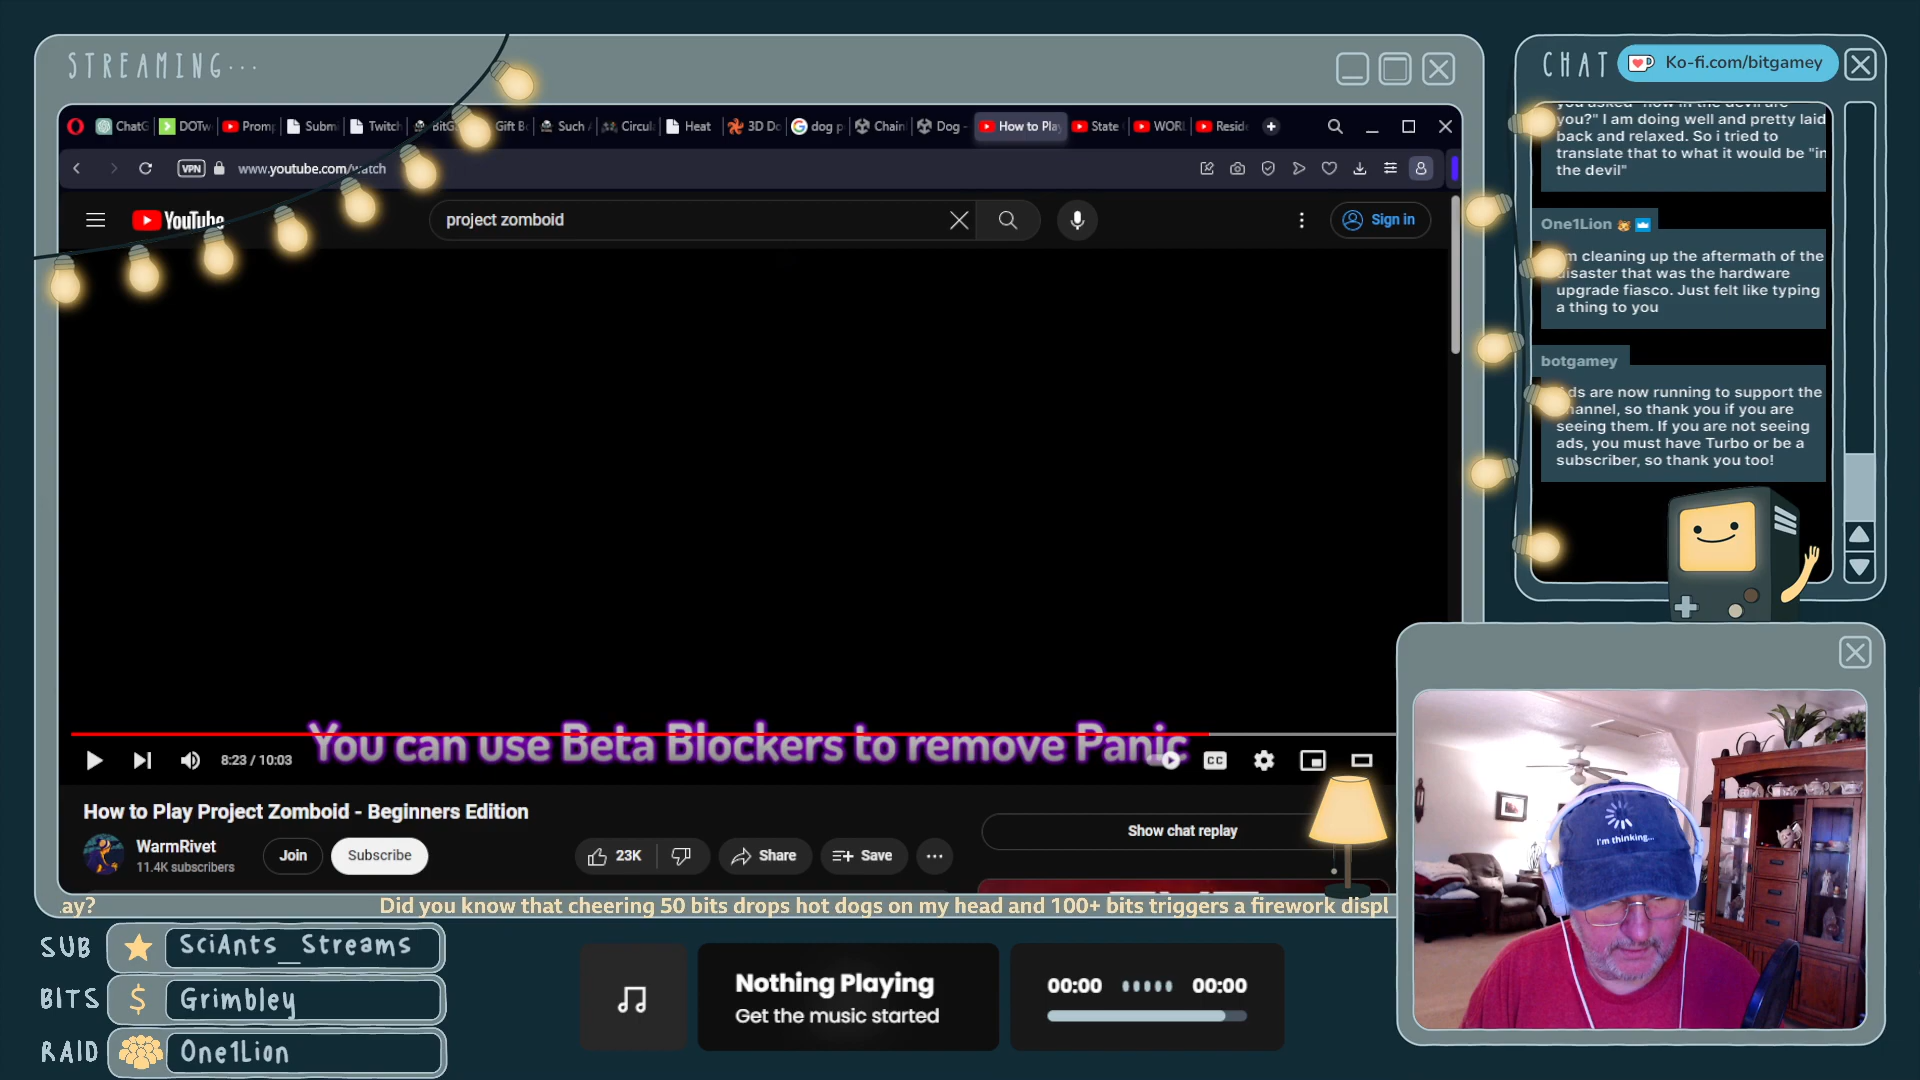 STREAMING...
ChatG
DOTw
Prom
Subm
Twitch
Gift B
Such
Circul
Heat
3D Do
dog p
Chain
Dog -
How to Pla
State
WOR
Resid
VPN
www.youtube.com/watch
YouTube
project zomboid
Sign in
You can use Beta Blockers to remove Panic
8:23 / 10:03
CC
How to Play Project Zomboid - Beginners Edition
WarmRivet
11.4K subscribers
Join
Subscribe
23K
Share
Save
Show chat replay
.ay?
Did you know that cheering 50 bits drops hot dogs on my head and 100+ bits triggers a firework displ
SUB
SciAnts_Streams
BITS
$
Grimbley
RAID
One1Lion
Nothing Playing
Get the music started
00:00
00:00
CHAT
Ko-fi.com/bitgamey
you?" I am doing well and pretty laid
back and relaxed. So i tried to
translate that to what it would be "in
the devil"
One1Lion
m cleaning up the aftermath of the
disaster that was the hardware
upgrade fiasco. Just felt like typing
a thing to you
botgamey
ds are now running to support the
channel, so thank you if you are
seeing them. If you are not seeing
ads, you must have Turbo or be a
subscriber, so thank you too!
I'm thinking...